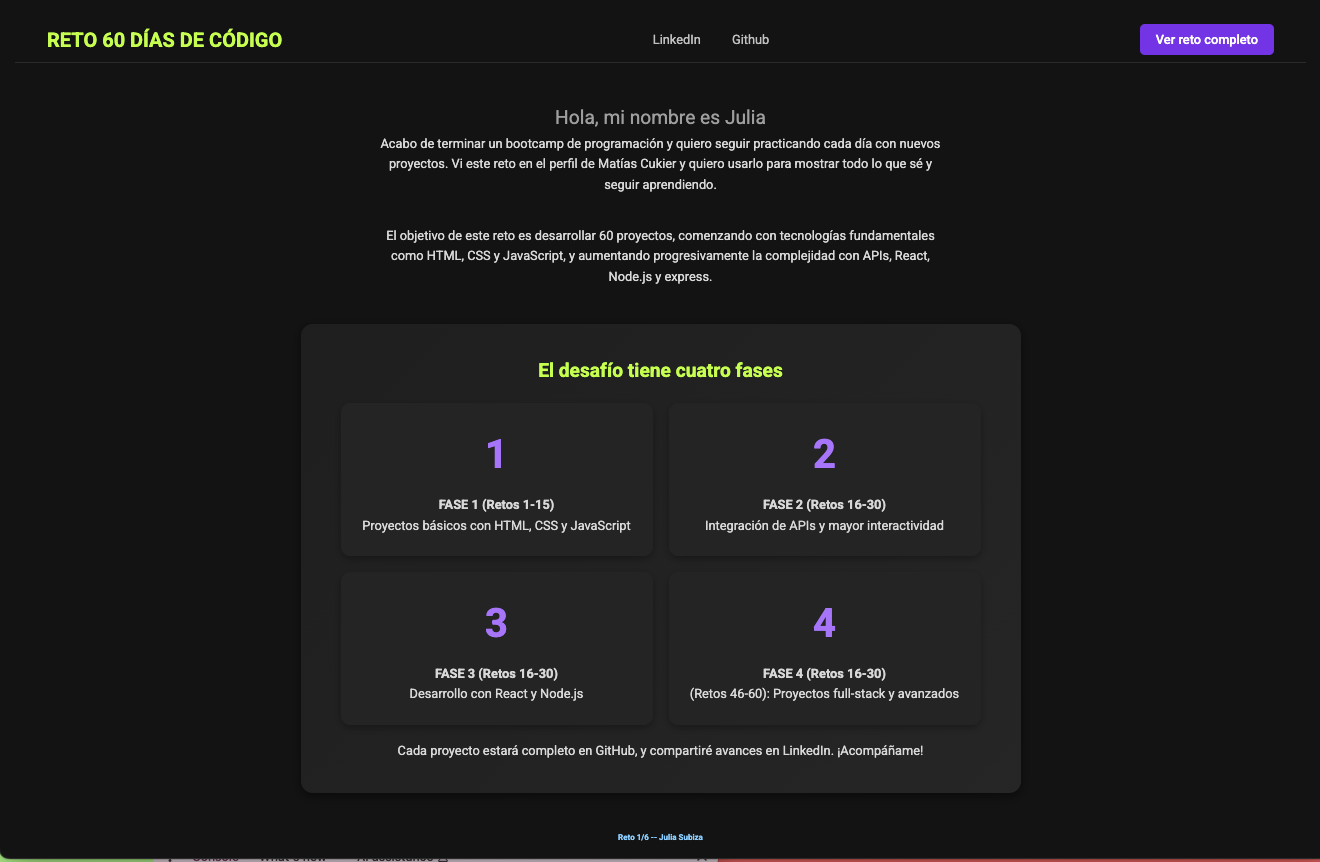 RETO 60 DÍAS DE CÓDIGO
LinkedIn
Github
Ver reto completo
Hola, mi nombre es Julia
Acabo de terminar un bootcamp de programación y quiero seguir practicando cada día con nuevos
proyectos. Vi este reto en el perfil de Matías Cukier y quiero usarlo para mostrar todo lo que sé y
seguir aprendiendo.
El objetivo de este reto es desarrollar 60 proyectos, comenzando con tecnologías fundamentales
como HTML, CSS y JavaScript, y aumentando progresivamente la complejidad con APIs, React,
Node.js y express.
El desafío tiene cuatro fases
1
FASE 1 (Retos 1-15)
Proyectos básicos con HTML, CSS y JavaScript
2
FASE 2 (Retos 16-30)
Integración de APIs y mayor interactividad
3
FASE 3 (Retos 16-30)
Desarrollo con React y Node.js
4
FASE 4 (Retos 16-30)
(Retos 46-60): Proyectos full-stack y avanzados
Cada proyecto estará completo en GitHub, y compartiré avances en LinkedIn. ¡Acompáñame!
Reto 1/6 -- Julia Subiza